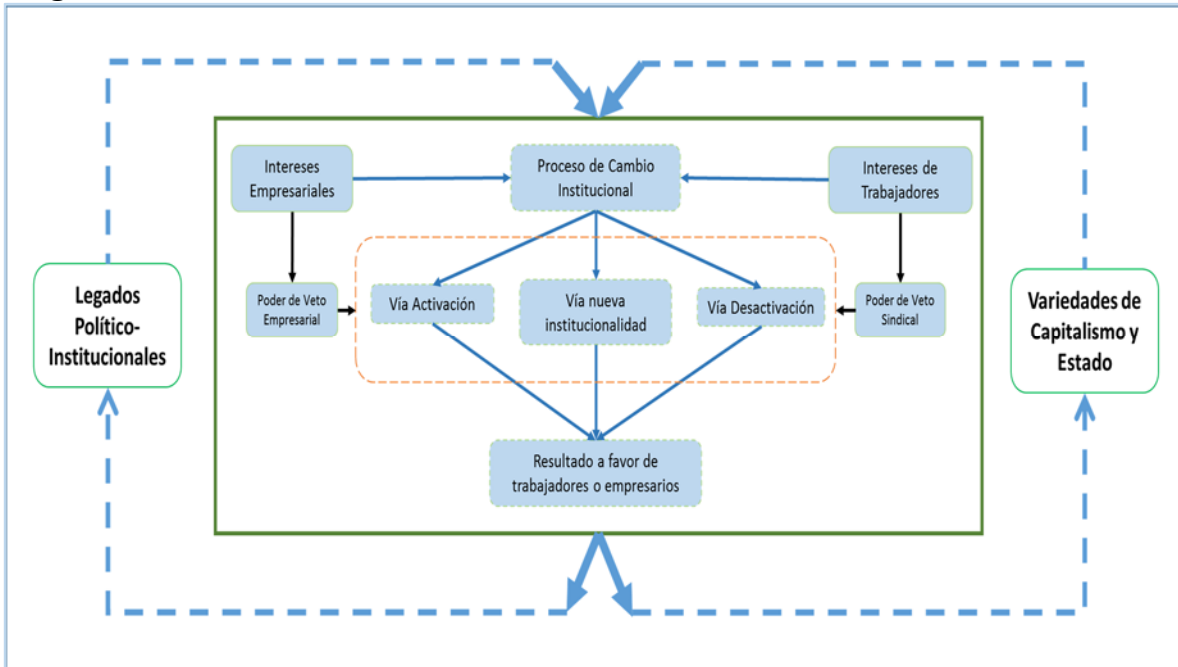 Intereses
Empresariales
Proceso de Cambio
Institucional
Intereses de
Trabajadores
Legados
Político-
Institucionales
Poder de Veto
Empresarial
Vía Activación
Vía nueva
institucionalidad
Vía Desactivación
Poder de Veto
Sindical
Variedades de
Capitalismo y
Estado
Resultado a favor de
trabajadores o empresarios